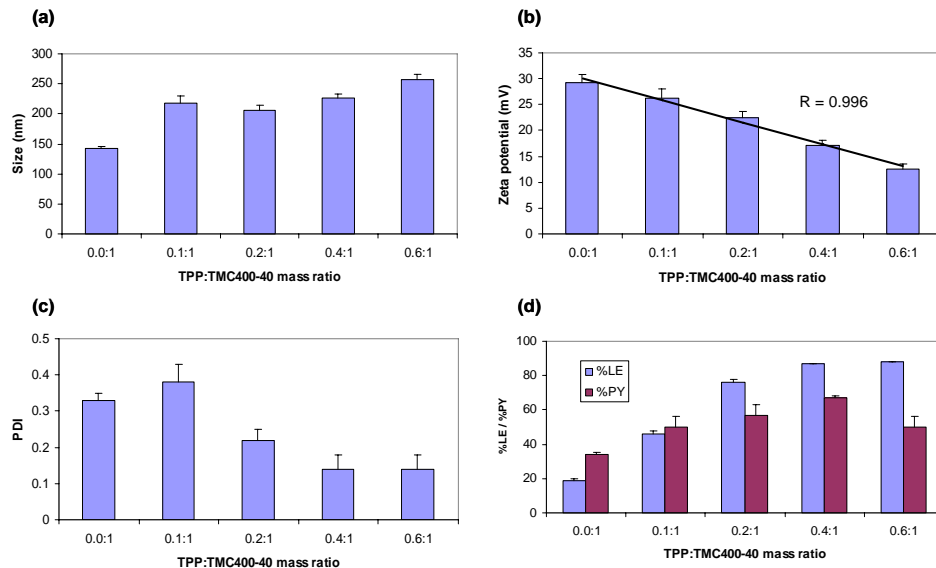 (a)
300
250
200
150
100
50
0
Size (nm)
0.0:1 0.1:1 0.2:1 0.4:1 0.6:1
TPP:TMC400-40 mass ratio
(b)
35
30
25
20
15
10
5
0
Zeta potential (mV)
R = 0.996
0.0:1 0.1:1 0.2:1 0.4:1 0.6:1
TPP:TMC400-40 mass ratio
(c)
0.5
0.4
0.3
0.2
0.1
0
PDI
0.0:1 0.1:1 0.2:1 0.4:1 0.6:1
TPP:TMC400-40 mass ratio
(d)
100
80
60
40
20
0
%LE / %PY
%LE
%PY
0.0:1 0.1:1 0.2:1 0.4:1 0.6:1
TPP:TMC400-40 mass ratio